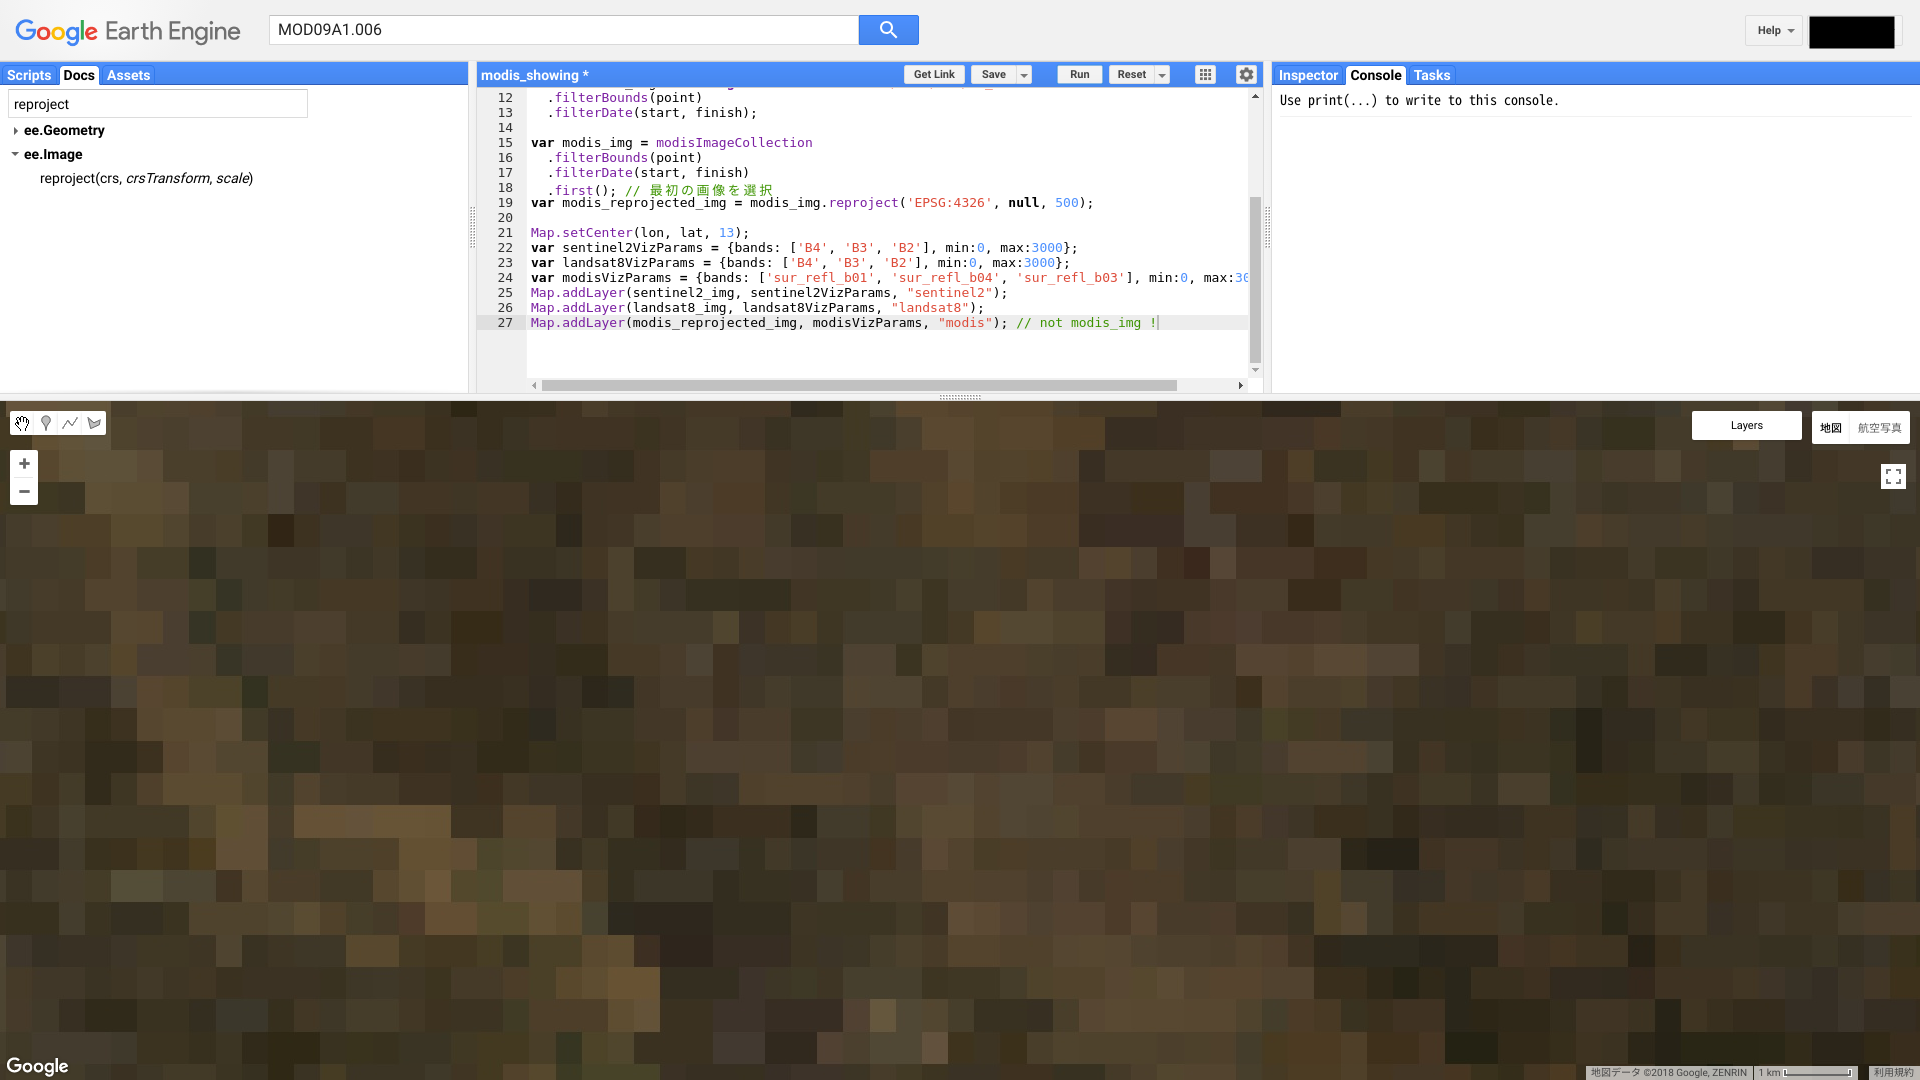 Google Earth Engine
MOD09A1.006
Help
Scripts Docs Assets
reproject
ee.Geometry
ee.Image
reproject(crs, crsTransform, scale)
modis_showing *
Get Link Save Run Reset
12 .filterBounds(point)
13 .filterDate(start, finish);
14
15 var modis_img = modisImageCollection
16 .filterBounds(point)
17 .filterDate(start, finish)
18 .first(); // 最初の画像を選択
19 var modis_reprojected_img = modis_img.reproject('EPSG:4326', null, 500);
20
21 Map.setCenter(lon, lat, 13);
22 var sentinel2VizParams = {bands: ['B4', 'B3', 'B2'], min:0, max:3000};
23 var landsat8VizParams = {bands: ['B4', 'B3', 'B2'], min:0, max:3000};
24 var modisVizParams = {bands: ['sur_refl_b01', 'sur_refl_b04', 'sur_refl_b03'], min:0, max:30
25 Map.addLayer(sentinel2_img, sentinel2VizParams, "sentinel2");
26 Map.addLayer(landsat8_img, landsat8VizParams, "landsat8");
27 Map.addLayer(modis_reprojected_img, modisVizParams, "modis"); // not modis_img !
Inspector Console Tasks
Use print(...) to write to this console.
Layers
地図 航空写真
Google
地図データ ©2018 Google, ZENRIN 1 km 利用規約